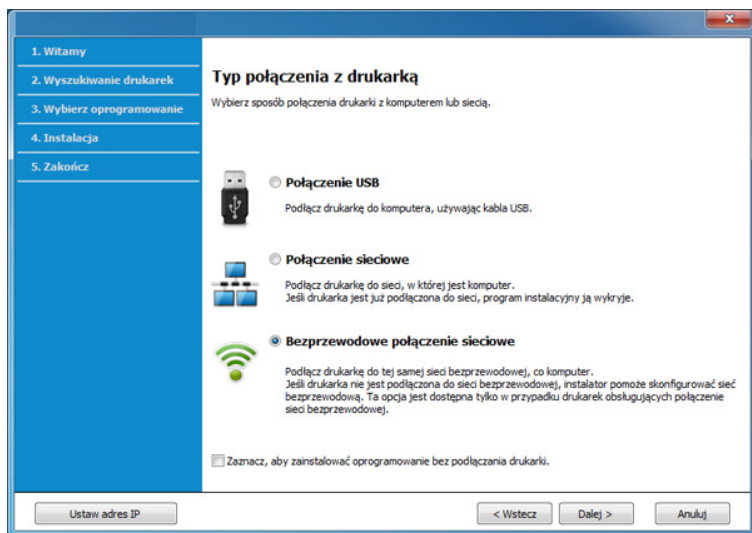 1. Witamy
2. Wyszukiwanie drukarek
3. Wybierz oprogramowanie
4. Instalacja
5. Zakończ
Typ połączenia z drukarką
Wybierz sposób połączenia drukarki z komputerem lub siecią.
Połączenie USB
Podłącz drukarkę do komputera, używając kabla USB.
Połączenie sieciowe
Podłącz drukarkę do sieci, w której jest komputer.
Jeśli drukarka jest już podłączona do sieci, program instalacyjny ją wykryje.
Bezprzewodowe połączenie sieciowe
Podłącz drukarkę do tej samej sieci bezprzewodowej, co komputer.
Jeśli drukarka nie jest podłączona do sieci bezprzewodowej, instalator pomoże skonfigurować sieć
bezprzewodową. Ta opcja jest dostępna tylko w przypadku drukarek obsługujących połączenie
sieci bezprzewodowej.
Zaznacz, aby zainstalować oprogramowanie bez podłączania drukarki.
Ustaw adres IP
< Wstecz
Dalej >
Anuluj